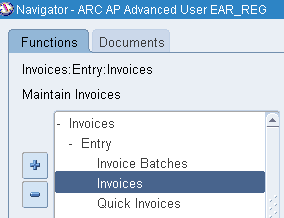 Navigator - ARC AP Advanced User EAR_REG
Functions Documents
Invoices:Entry:Invoices
Maintain Invoices
- Invoices
- Entry
Invoice Batches
Invoices
Quick Invoices